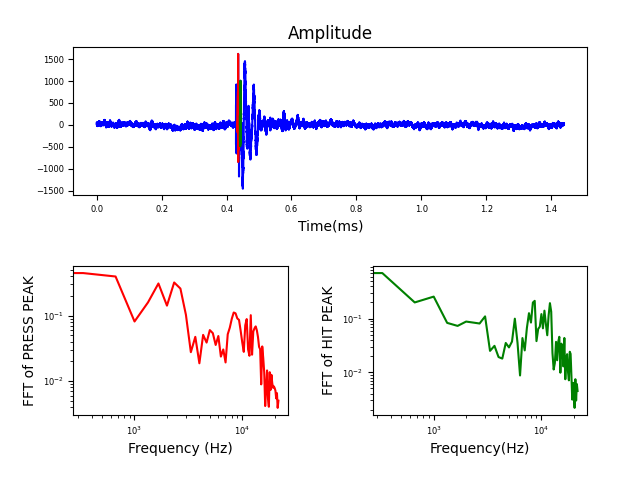 Amplitude
1500
1000
500
0
−500
−1000
−1500
0.0 0.2 0.4 0.6 0.8 1.0 1.2 1.4
Time(ms)
FFT of PRESS PEAK
10⁻¹
10⁻²
10³ 10⁴
Frequency (Hz)
FFT of HIT PEAK
10⁻¹
10⁻²
10³ 10⁴
Frequency(Hz)